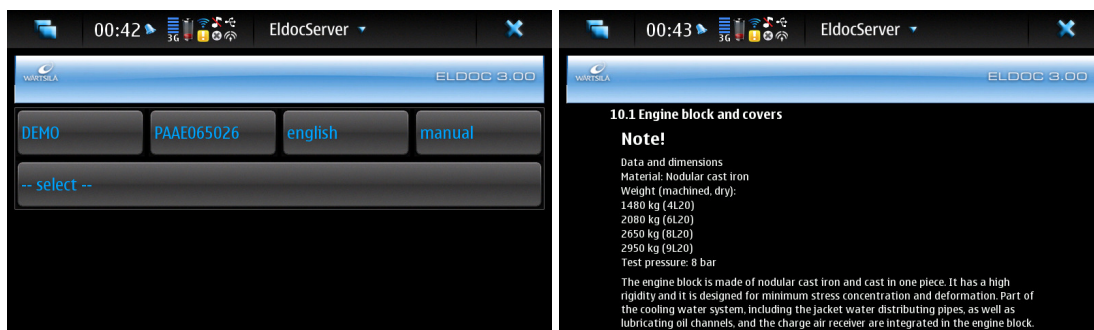 00:42 3G EldocServer
WARTSILA ELDOC 3.00
DEMO PAAE065026 english manual
-- select --
00:43 3G EldocServer
WARTSILA ELDOC 3.00
10.1 Engine block and covers
Note!
Data and dimensions
Material: Nodular cast iron
Weight (machined, dry):
1480 kg (4L20)
2080 kg (6L20)
2650 kg (8L20)
2950 kg (9L20)
Test pressure: 8 bar
The engine block is made of nodular cast iron and cast in one piece. It has a high
rigidity and it is designed for minimum stress concentration and deformation. Part of
the cooling water system, including the jacket water distributing pipes, as well as
lubricating oil channels, and the charge air receiver are integrated in the engine block.